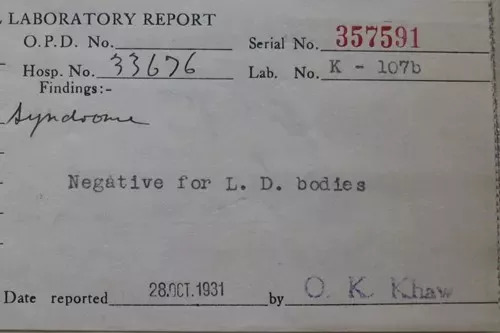 LABORATORY REPORT
O.P.D. No.
Serial No. 357591
Hosp. No. 33676
Lab. No. K - 107b
Findings:-
Syndrome
Negative for L. D. bodies
Date reported 28.OCT.1931 by O. K. Khaw